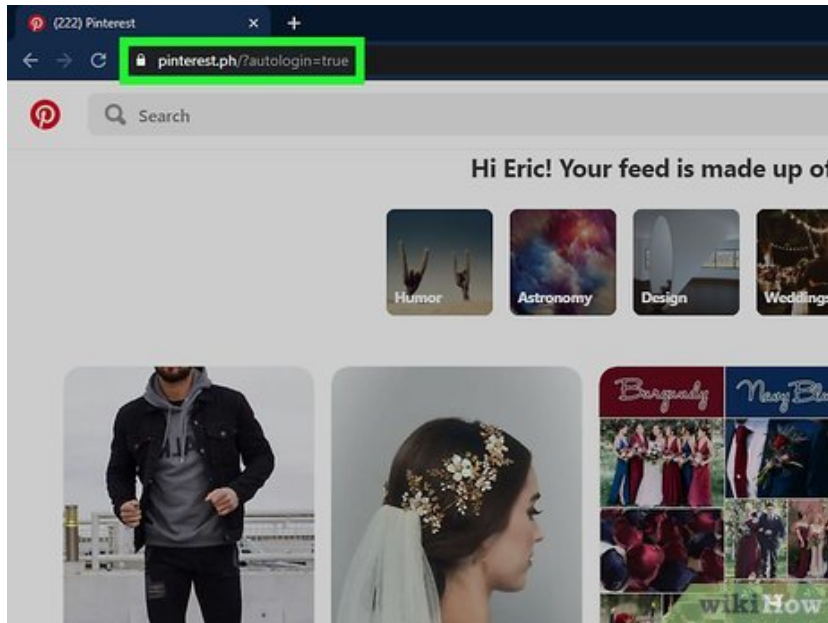 (222) Pinterest
pinterest.ph/?autologin=true
Search
Hi Eric! Your feed is made up of
Humor
Astronomy
Design
Weddings
Burgundy
Navy Blu
wikiHow